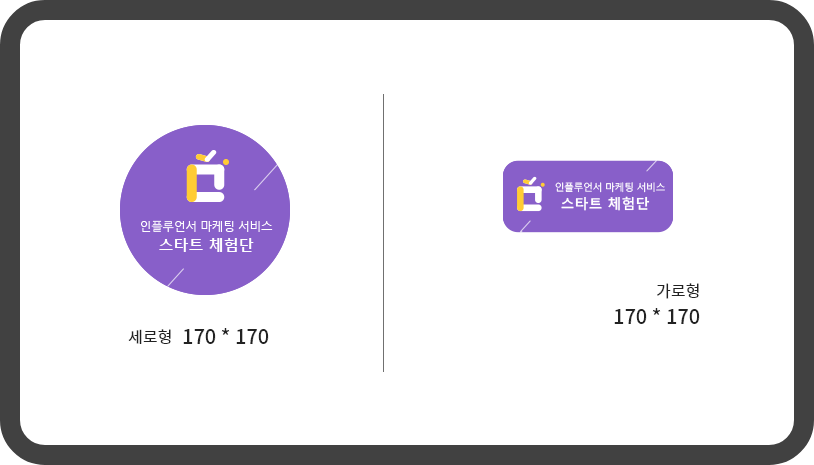 인플루언서 마케팅 서비스
스타트 체험단
세로형 170 * 170
인플루언서 마케팅 서비스
스타트 체험단
가로형
170 * 170